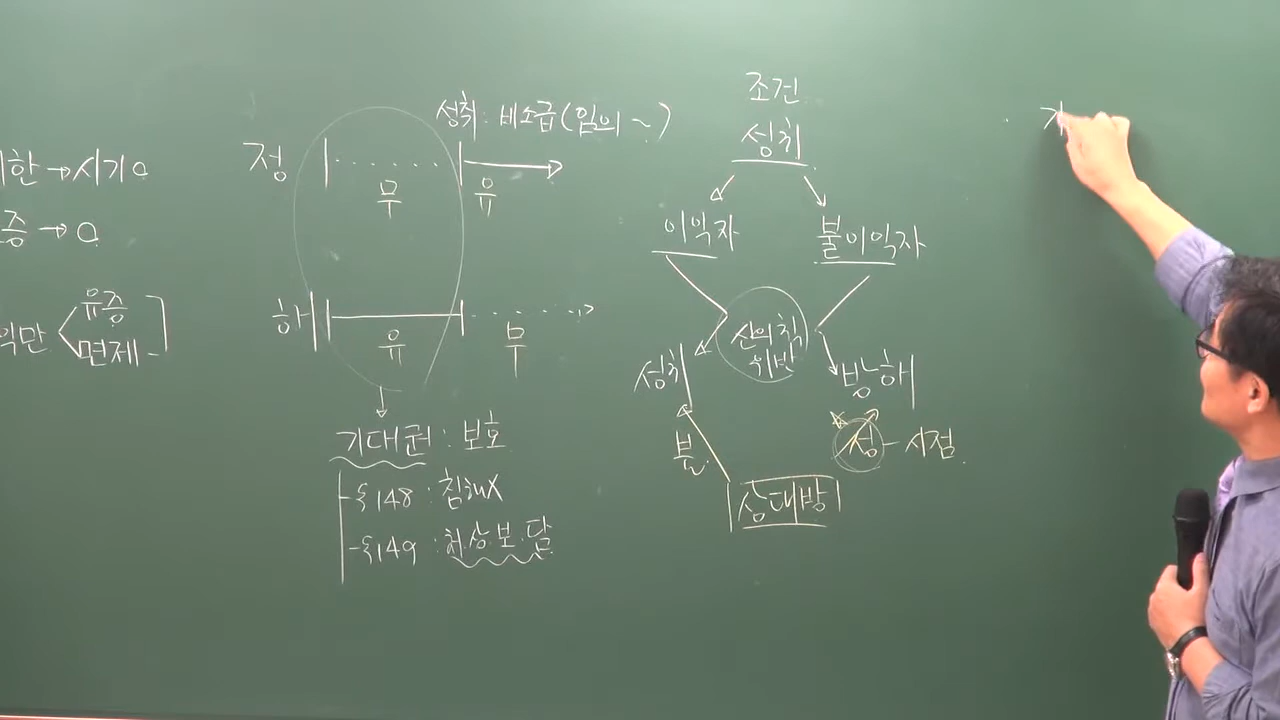 한→시기○
증→○
익만 < 유증
면제
정
무
유
성취: 비소급(임의~)
하
유
무
기대권: 보호
-§148: 침해X
-§149: 처.상.보.담
조건
성취
이익자
불이익자
신의칙
위반
성취
방해
불
성 - 시점
상대방